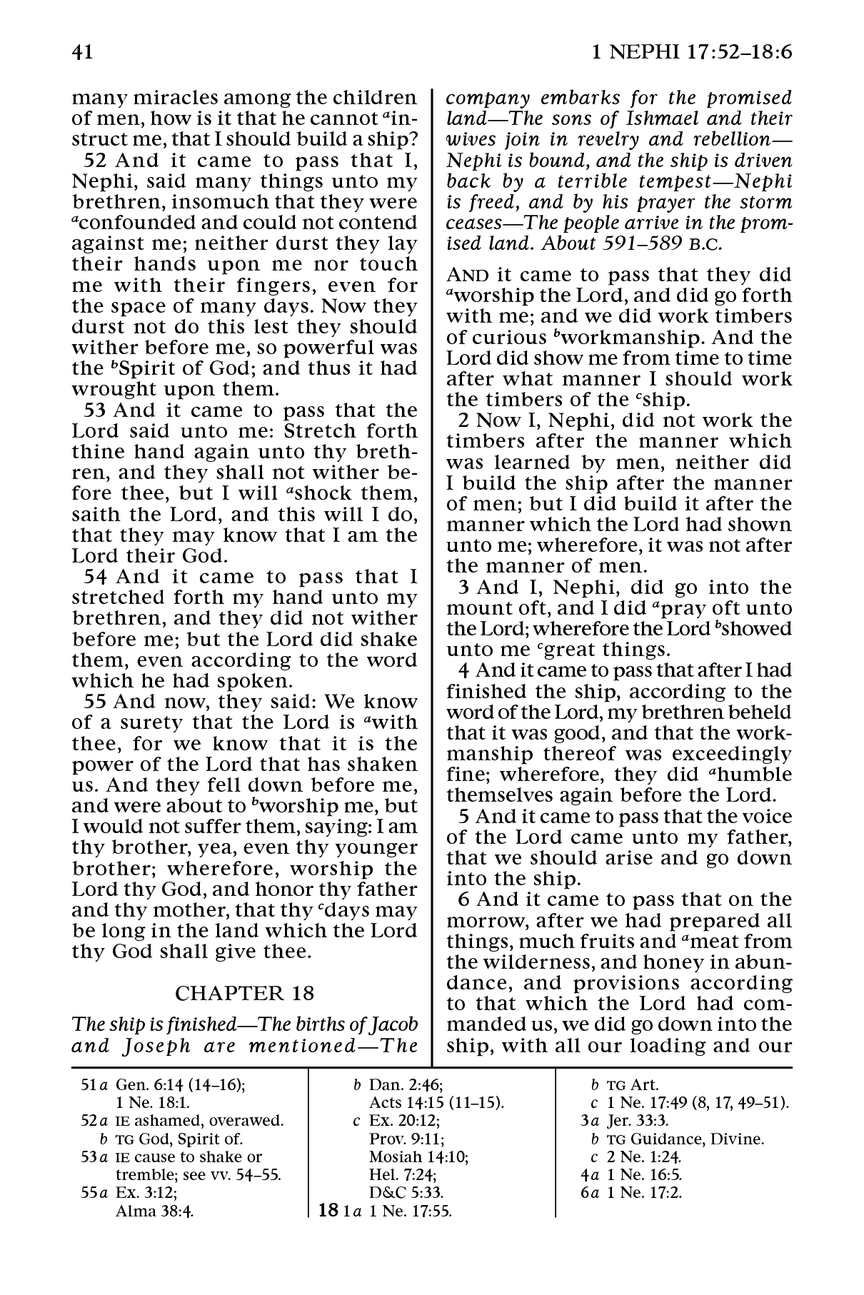 41
1 NEPHI 17:52–18:6
many miracles among the children
of men, how is it that he cannot ain-
struct me, that I should build a ship?
52 And it came to pass that I,
Nephi, said many things unto my
brethren, insomuch that they were
aconfounded and could not contend
against me; neither durst they lay
their hands upon me nor touch
me with their fingers, even for
the space of many days. Now they
durst not do this lest they should
wither before me, so powerful was
the bSpirit of God; and thus it had
wrought upon them.
53 And it came to pass that the
Lord said unto me: Stretch forth
thine hand again unto thy breth-
ren, and they shall not wither be-
fore thee, but I will ashock them,
saith the Lord, and this will I do,
that they may know that I am the
Lord their God.
54 And it came to pass that I
stretched forth my hand unto my
brethren, and they did not wither
before me; but the Lord did shake
them, even according to the word
which he had spoken.
55 And now, they said: We know
of a surety that the Lord is awith
thee, for we know that it is the
power of the Lord that has shaken
us. And they fell down before me,
and were about to bworship me, but
I would not suffer them, saying: I am
thy brother, yea, even thy younger
brother; wherefore, worship the
Lord thy God, and honor thy father
and thy mother, that thy cdays may
be long in the land which the Lord
thy God shall give thee.
CHAPTER 18
The ship is finished—The births of Jacob
and Joseph are mentioned—The
company embarks for the promised
land—The sons of Ishmael and their
wives join in revelry and rebellion—
Nephi is bound, and the ship is driven
back by a terrible tempest—Nephi
is freed, and by his prayer the storm
ceases—The people arrive in the prom-
ised land. About 591–589 B.C.
AND it came to pass that they did
aworship the Lord, and did go forth
with me; and we did work timbers
of curious bworkmanship. And the
Lord did show me from time to time
after what manner I should work
the timbers of the cship.
2 Now I, Nephi, did not work the
timbers after the manner which
was learned by men, neither did
I build the ship after the manner
of men; but I did build it after the
manner which the Lord had shown
unto me; wherefore, it was not after
the manner of men.
3 And I, Nephi, did go into the
mount oft, and I did apray oft unto
the Lord; wherefore the Lord bshowed
unto me cgreat things.
4 And it came to pass that after I had
finished the ship, according to the
word of the Lord, my brethren beheld
that it was good, and that the work-
manship thereof was exceedingly
fine; wherefore, they did ahumble
themselves again before the Lord.
5 And it came to pass that the voice
of the Lord came unto my father,
that we should arise and go down
into the ship.
6 And it came to pass that on the
morrow, after we had prepared all
things, much fruits and ameat from
the wilderness, and honey in abun-
dance, and provisions according
to that which the Lord had com-
manded us, we did go down into the
ship, with all our loading and our
51a Gen. 6:14 (14–16);
1 Ne. 18:1.
52a IE ashamed, overawed.
b TG God, Spirit of.
53a IE cause to shake or
tremble; see vv. 54–55.
55a Ex. 3:12;
Alma 38:4.
b Dan. 2:46;
Acts 14:15 (11–15).
c Ex. 20:12;
Prov. 9:11;
Mosiah 14:10;
Hel. 7:24;
D&C 5:33.
18 1a 1 Ne. 17:55.
b TG Art.
c 1 Ne. 17:49 (8, 17, 49–51).
3a Jer. 33:3.
b TG Guidance, Divine.
c 2 Ne. 1:24.
4a 1 Ne. 16:5.
6a 1 Ne. 17:2.